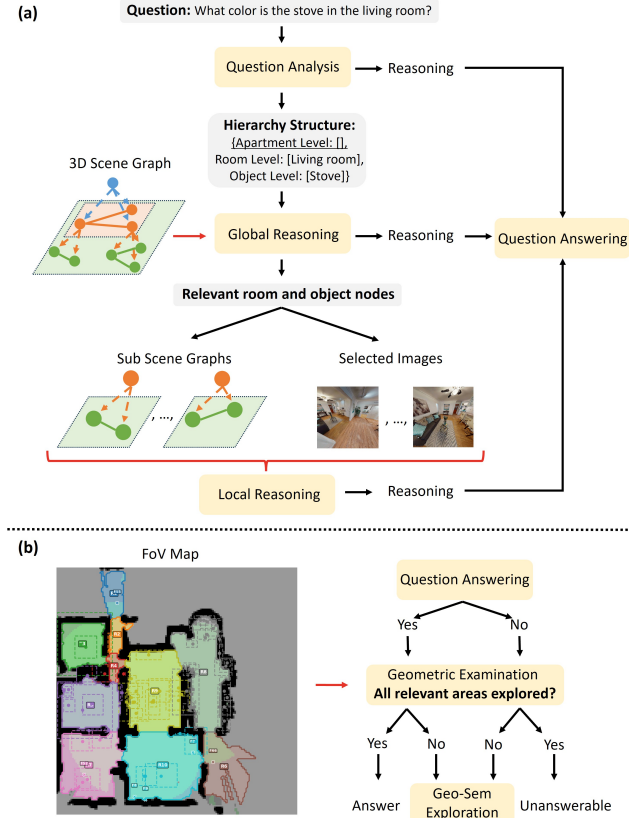 (a)
Question: What color is the stove in the living room?
Question Analysis
Reasoning
Hierarchy Structure:
{Apartment Level: [],
Room Level: [Living room],
Object Level: [Stove]}
3D Scene Graph
Global Reasoning
Reasoning
Question Answering
Relevant room and object nodes
Sub Scene Graphs
Selected Images
, ...,
, ...,
Local Reasoning
Reasoning
(b)
FoV Map
Question Answering
Yes
No
Geometric Examination
All relevant areas explored?
Yes
No
No
Yes
Answer
Geo-Sem
Exploration
Unanswerable